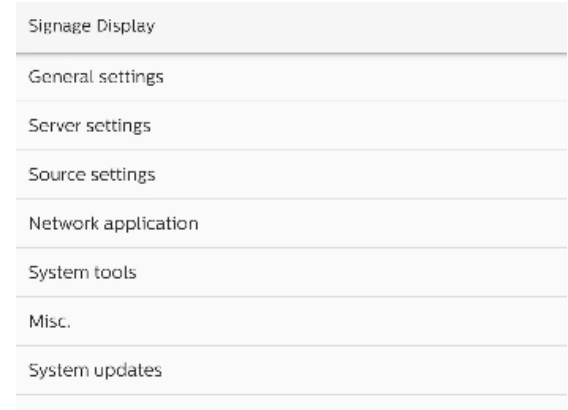 Signage Display
General settings
Server settings
Source settings
Network application
System tools
Misc.
System updates